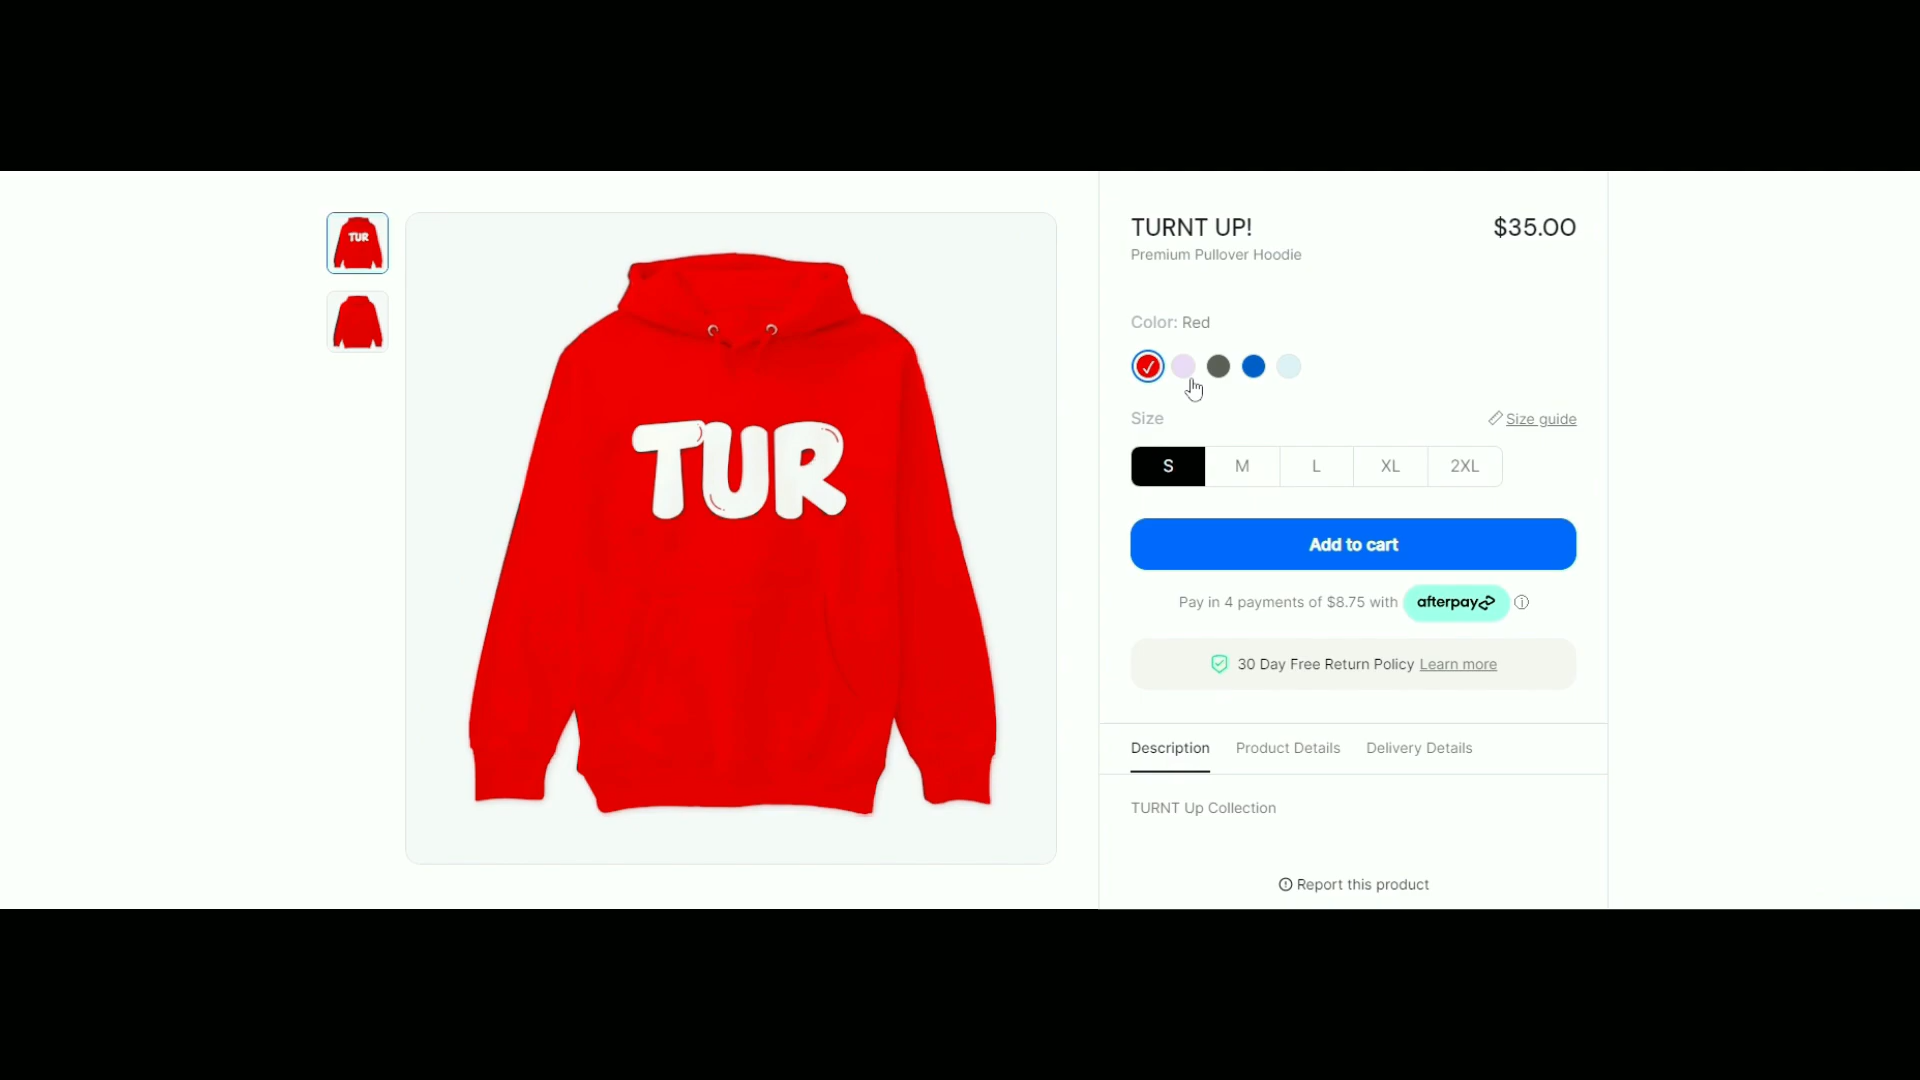 TUR
TUR
TURNT UP!
$35.00
Premium Pullover Hoodie
Color: Red
Size
Size guide
S
M
L
XL
2XL
Add to cart
Pay in 4 payments of $8.75 with afterpay
30 Day Free Return Policy Learn more
Description
Product Details
Delivery Details
TURNT Up Collection
Report this product